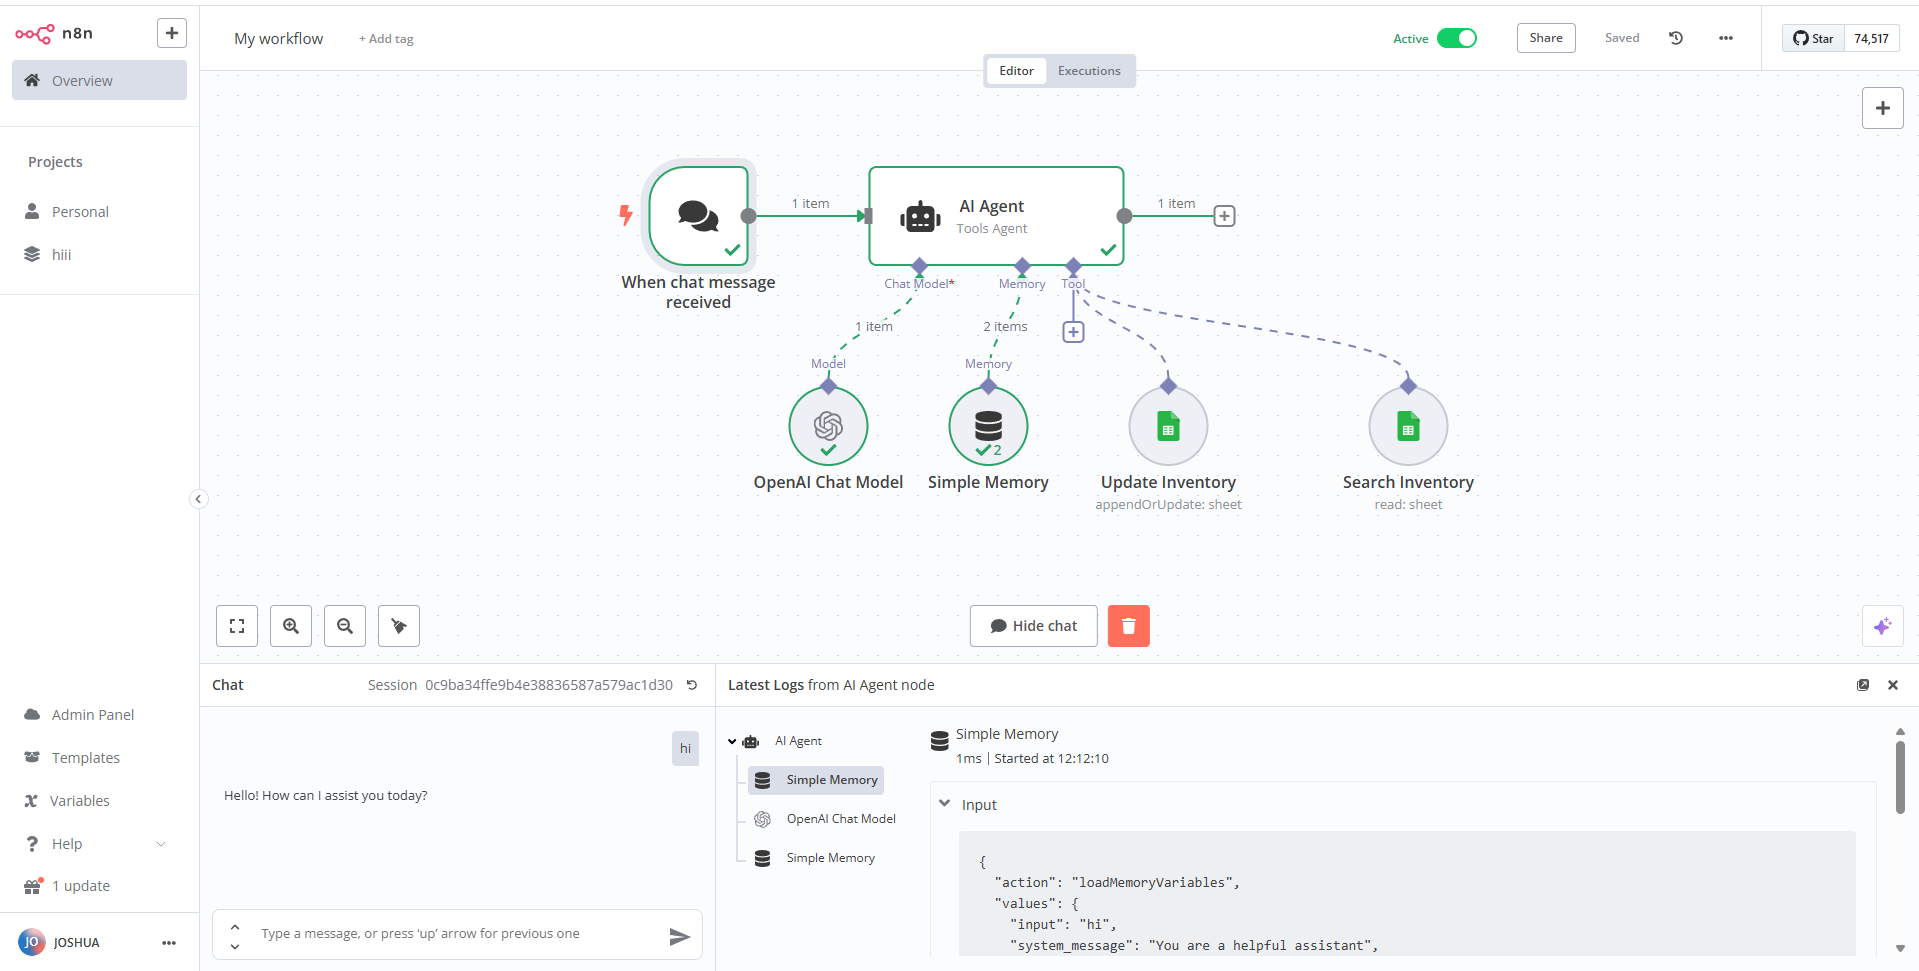 n8n
Overview
Projects
Personal
hiii
Admin Panel
Templates
Variables
Help
1 update
JO
JOSHUA
My workflow
+ Add tag
Active
Share
Saved
Star
74,517
Editor
Executions
1 item
AI Agent
Tools Agent
1 item
When chat message
received
Chat Model*
Memory
Tool
1 item
2 items
Model
Memory
2
OpenAI Chat Model
Simple Memory
Update Inventory
appendOrUpdate: sheet
Search Inventory
read: sheet
Hide chat
Chat
Session 0c9ba34ffe9b4e38836587a579ac1d30
hi
Hello! How can I assist you today?
Type a message, or press ‘up’ arrow for previous one
Latest Logs from AI Agent node
AI Agent
Simple Memory
OpenAI Chat Model
Simple Memory
Simple Memory
1ms | Started at 12:12:10
Input
{
"action": "loadMemoryVariables",
"values": {
"input": "hi",
"system_message": "You are a helpful assistant",